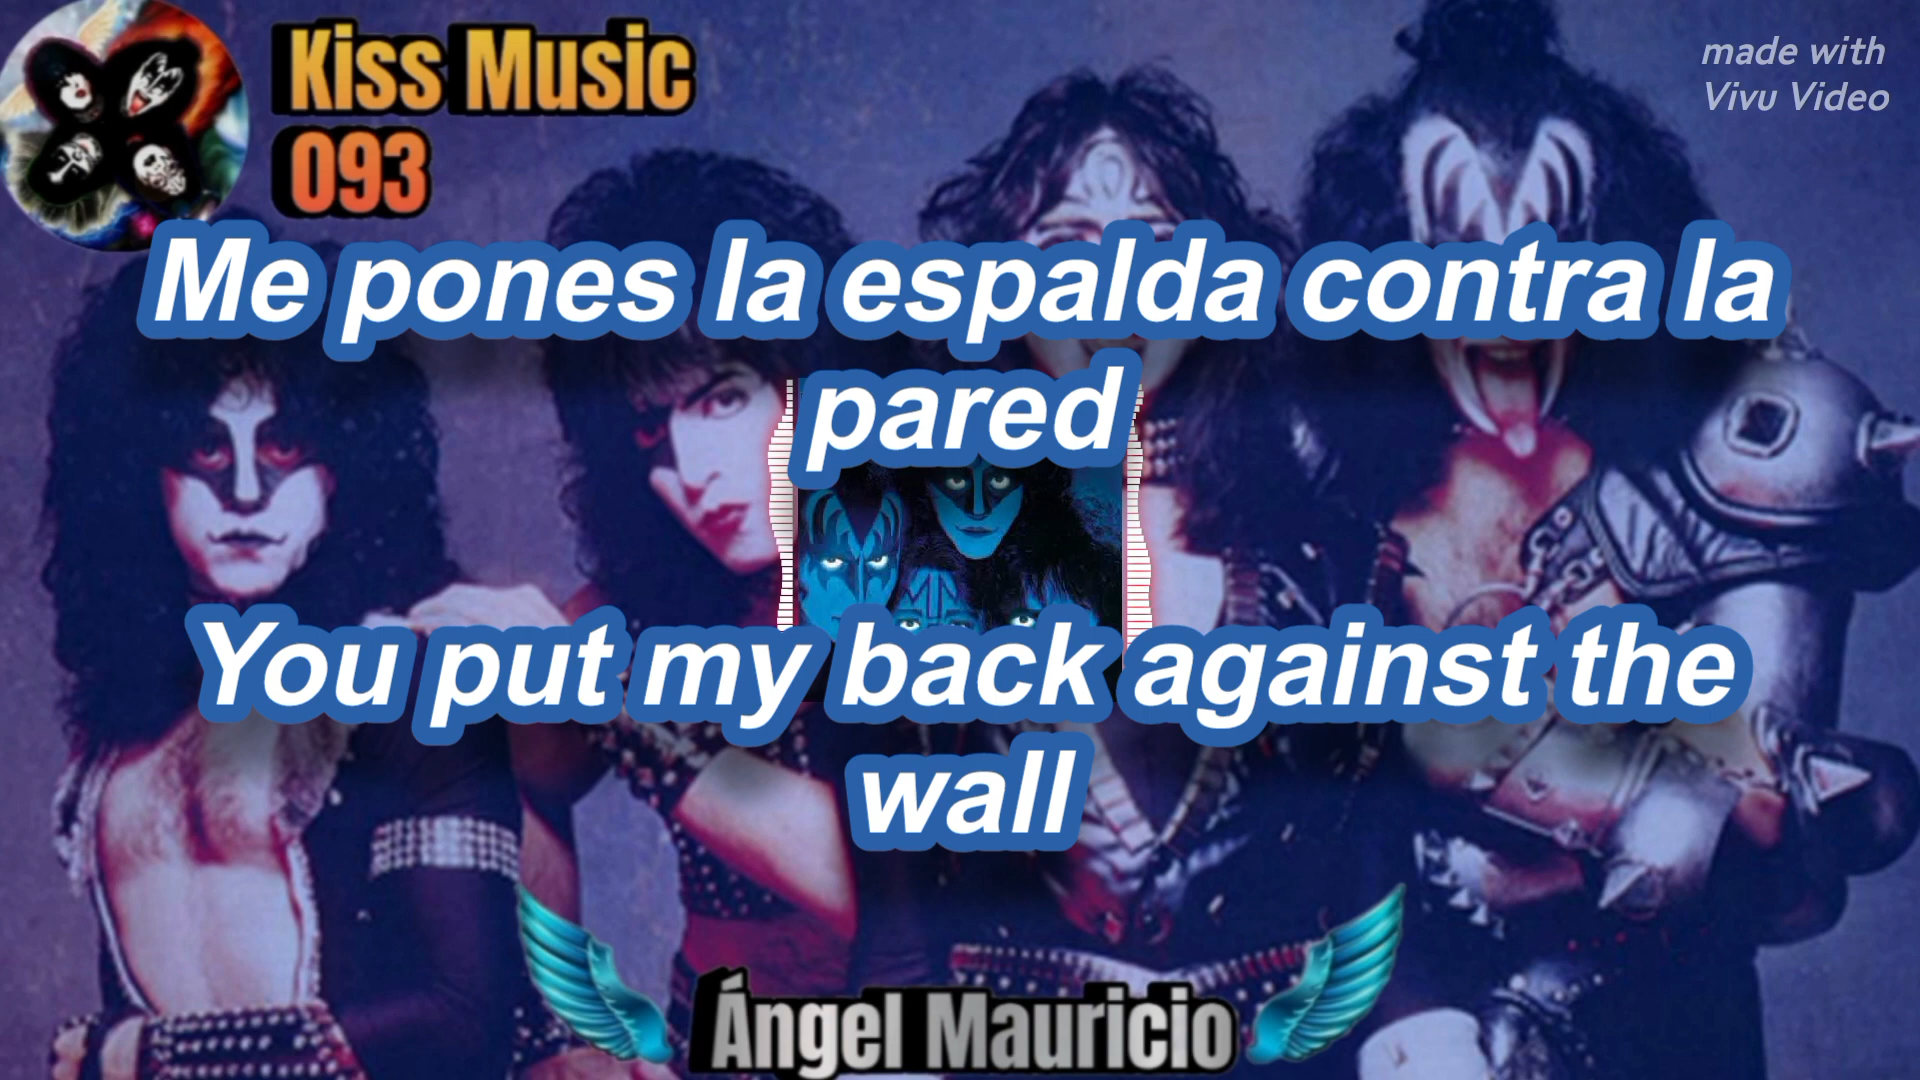 Kiss Music
093
made with
Vivu Video
Me pones la espalda contra la
pared
You put my back against the
wall
Ángel Mauricio